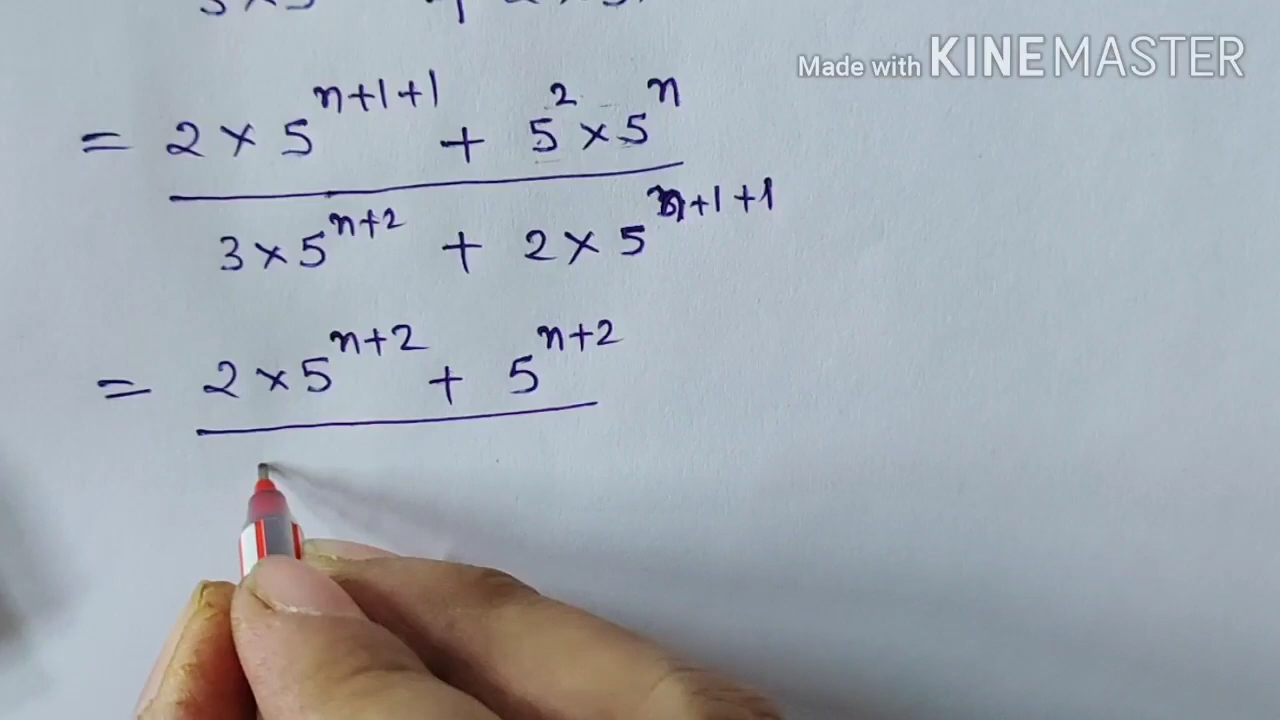 Made with KINEMASTER
= 2 × 5^{n+1+1} + 5^2 × 5^n
3 × 5^{n+2} + 2 × 5^{n+1+1}
= 2 × 5^{n+2} + 5^{n+2}